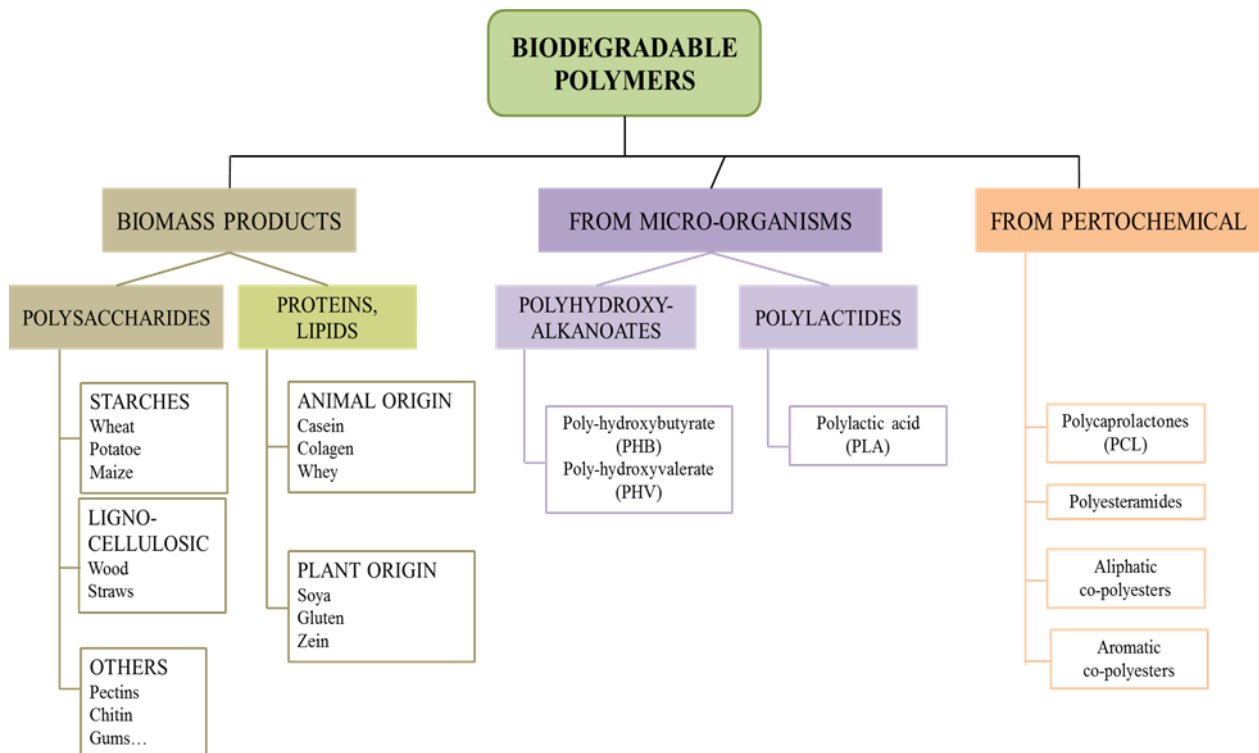 BIODEGRADABLE
POLYMERS
BIOMASS PRODUCTS
FROM MICRO-ORGANISMS
FROM PERTOCHEMICAL
POLYSACCHARIDES
PROTEINS,
LIPIDS
POLYHYDROXY-
ALKANOATES
POLYLACTIDES
STARCHES
Wheat
Potatoe
Maize
LIGNO-
CELLULOSIC
Wood
Straws
OTHERS
Pectins
Chitin
Gums…
ANIMAL ORIGIN
Casein
Colagen
Whey
PLANT ORIGIN
Soya
Gluten
Zein
Poly-hydroxybutyrate
(PHB)
Poly-hydroxyvalerate
(PHV)
Polylactic acid
(PLA)
Polycaprolactones
(PCL)
Polyesteramides
Aliphatic
co-polyesters
Aromatic
co-polyesters